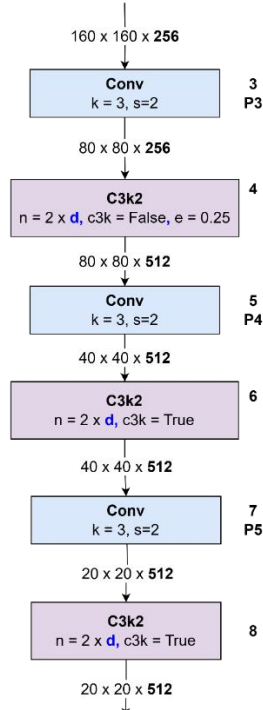 160 x 160 x 256
Conv
k = 3, s=2
3
P3
80 x 80 x 256
C3k2
n = 2 x d, c3k = False, e = 0.25
4
80 x 80 x 512
Conv
k = 3, s=2
5
P4
40 x 40 x 512
C3k2
n = 2 x d, c3k = True
6
40 x 40 x 512
Conv
k = 3, s=2
7
P5
20 x 20 x 512
C3k2
n = 2 x d, c3k = True
8
20 x 20 x 512